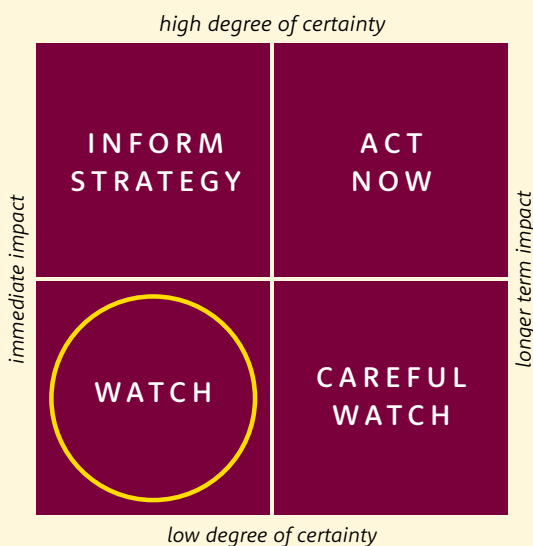 high degree of certainty
INFORM
STRATEGY
ACT
NOW
immediate impact
longer term impact
WATCH
CAREFUL
WATCH
low degree of certainty